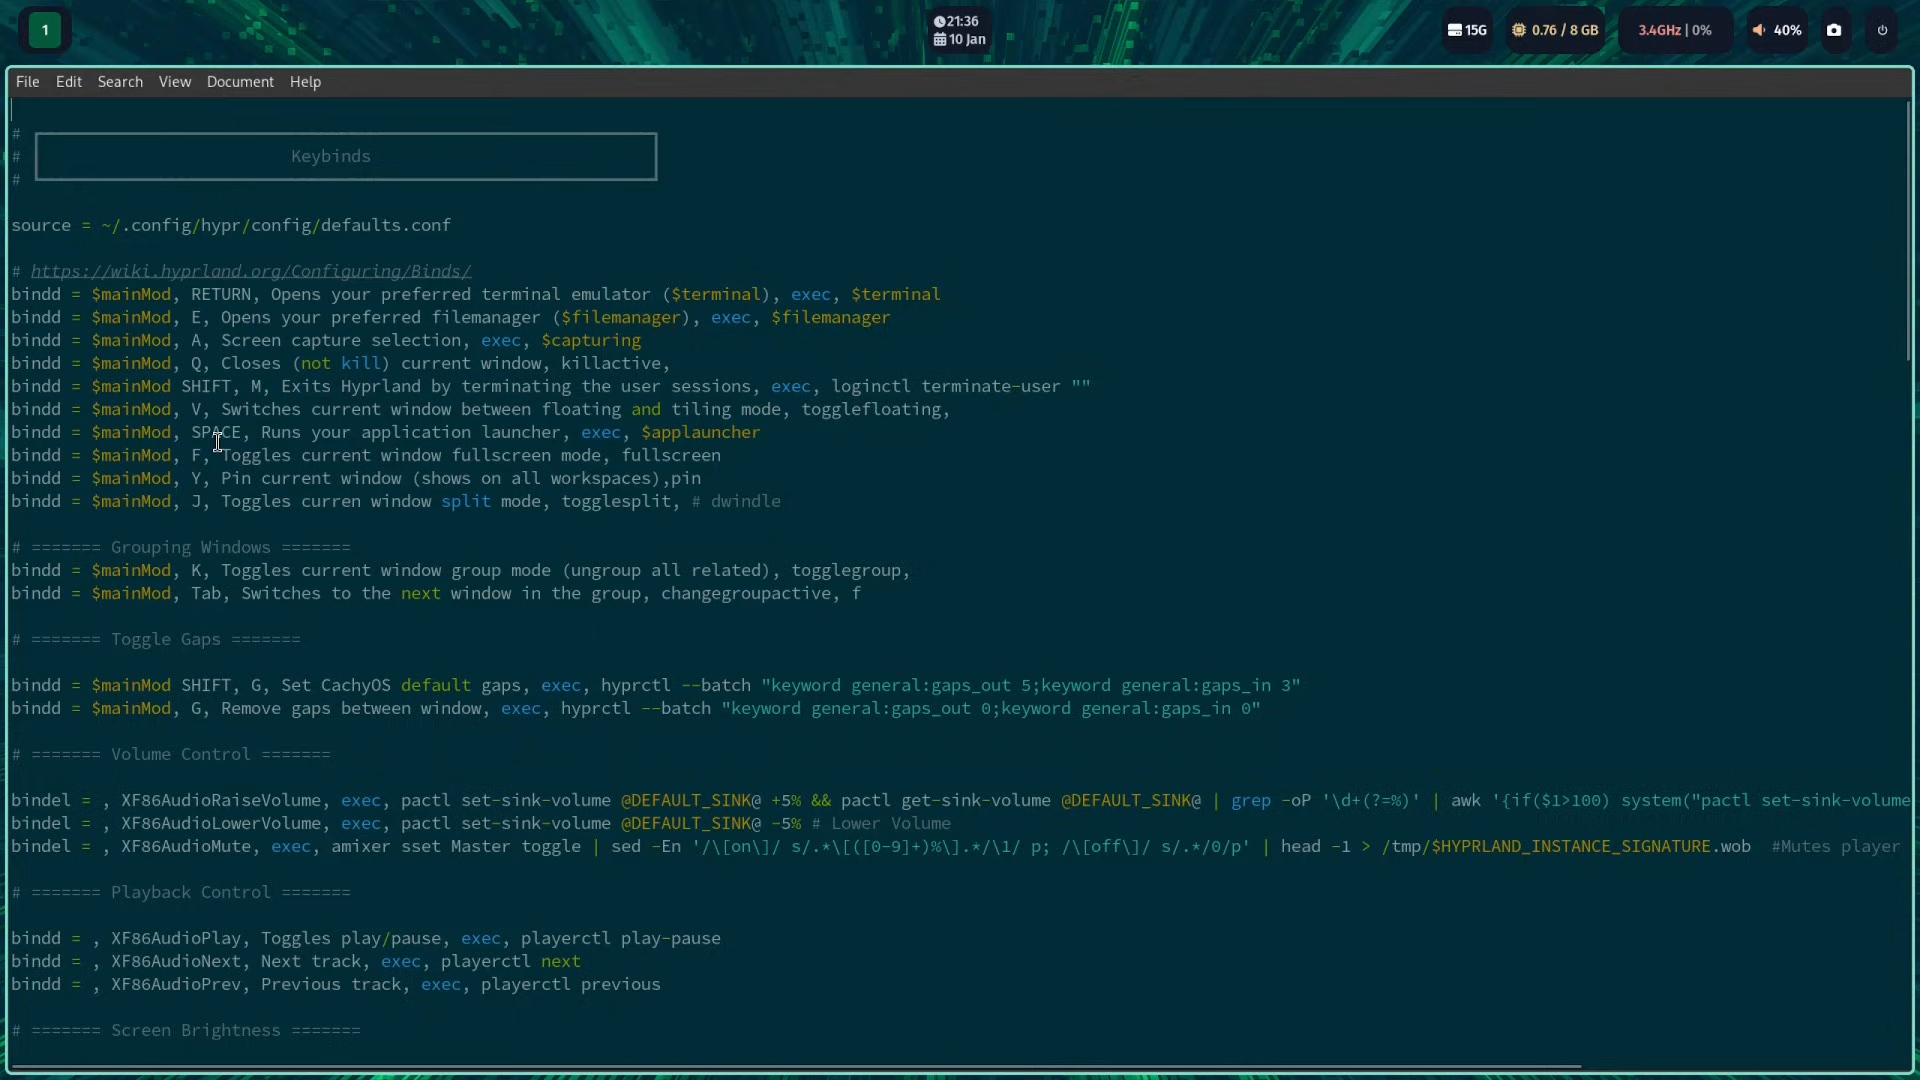 1
21:36
10 Jan
15G
0.76 / 8 GB
3.4GHz | 0%
40%
File Edit Search View Document Help
#
# Keybinds
#
source = ~/.config/hypr/config/defaults.conf
# https://wiki.hyprland.org/Configuring/Binds/
bindd = $mainMod, RETURN, Opens your preferred terminal emulator ($terminal), exec, $terminal
bindd = $mainMod, E, Opens your preferred filemanager ($filemanager), exec, $filemanager
bindd = $mainMod, A, Screen capture selection, exec, $capturing
bindd = $mainMod, Q, Closes (not kill) current window, killactive,
bindd = $mainMod SHIFT, M, Exits Hyprland by terminating the user sessions, exec, loginctl terminate-user ""
bindd = $mainMod, V, Switches current window between floating and tiling mode, togglefloating,
bindd = $mainMod, SPACE, Runs your application launcher, exec, $applauncher
bindd = $mainMod, F, Toggles current window fullscreen mode, fullscreen
bindd = $mainMod, Y, Pin current window (shows on all workspaces),pin
bindd = $mainMod, J, Toggles curren window split mode, togglesplit, # dwindle
# ======= Grouping Windows =======
bindd = $mainMod, K, Toggles current window group mode (ungroup all related), togglegroup,
bindd = $mainMod, Tab, Switches to the next window in the group, changegroupactive, f
# ======= Toggle Gaps =======
bindd = $mainMod SHIFT, G, Set CachyOS default gaps, exec, hyprctl --batch "keyword general:gaps_out 5;keyword general:gaps_in 3"
bindd = $mainMod, G, Remove gaps between window, exec, hyprctl --batch "keyword general:gaps_out 0;keyword general:gaps_in 0"
# ======= Volume Control =======
bindel = , XF86AudioRaiseVolume, exec, pactl set-sink-volume @DEFAULT_SINK@ +5% && pactl get-sink-volume @DEFAULT_SINK@ | grep -oP '\d+(?=%)' | awk '{if($1>100) system("pactl set-sink-volume
bindel = , XF86AudioLowerVolume, exec, pactl set-sink-volume @DEFAULT_SINK@ -5% # Lower Volume
bindel = , XF86AudioMute, exec, amixer sset Master toggle | sed -En '/\[on\]/ s/.*\[([0-9]+)%\].*/\1/ p; /\[off\]/ s/.*/0/p' | head -1 > /tmp/$HYPRLAND_INSTANCE_SIGNATURE.wob #Mutes player
# ======= Playback Control =======
bindd = , XF86AudioPlay, Toggles play/pause, exec, playerctl play-pause
bindd = , XF86AudioNext, Next track, exec, playerctl next
bindd = , XF86AudioPrev, Previous track, exec, playerctl previous
# ======= Screen Brightness =======